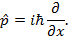 p̂ = iħ ∂/∂x.